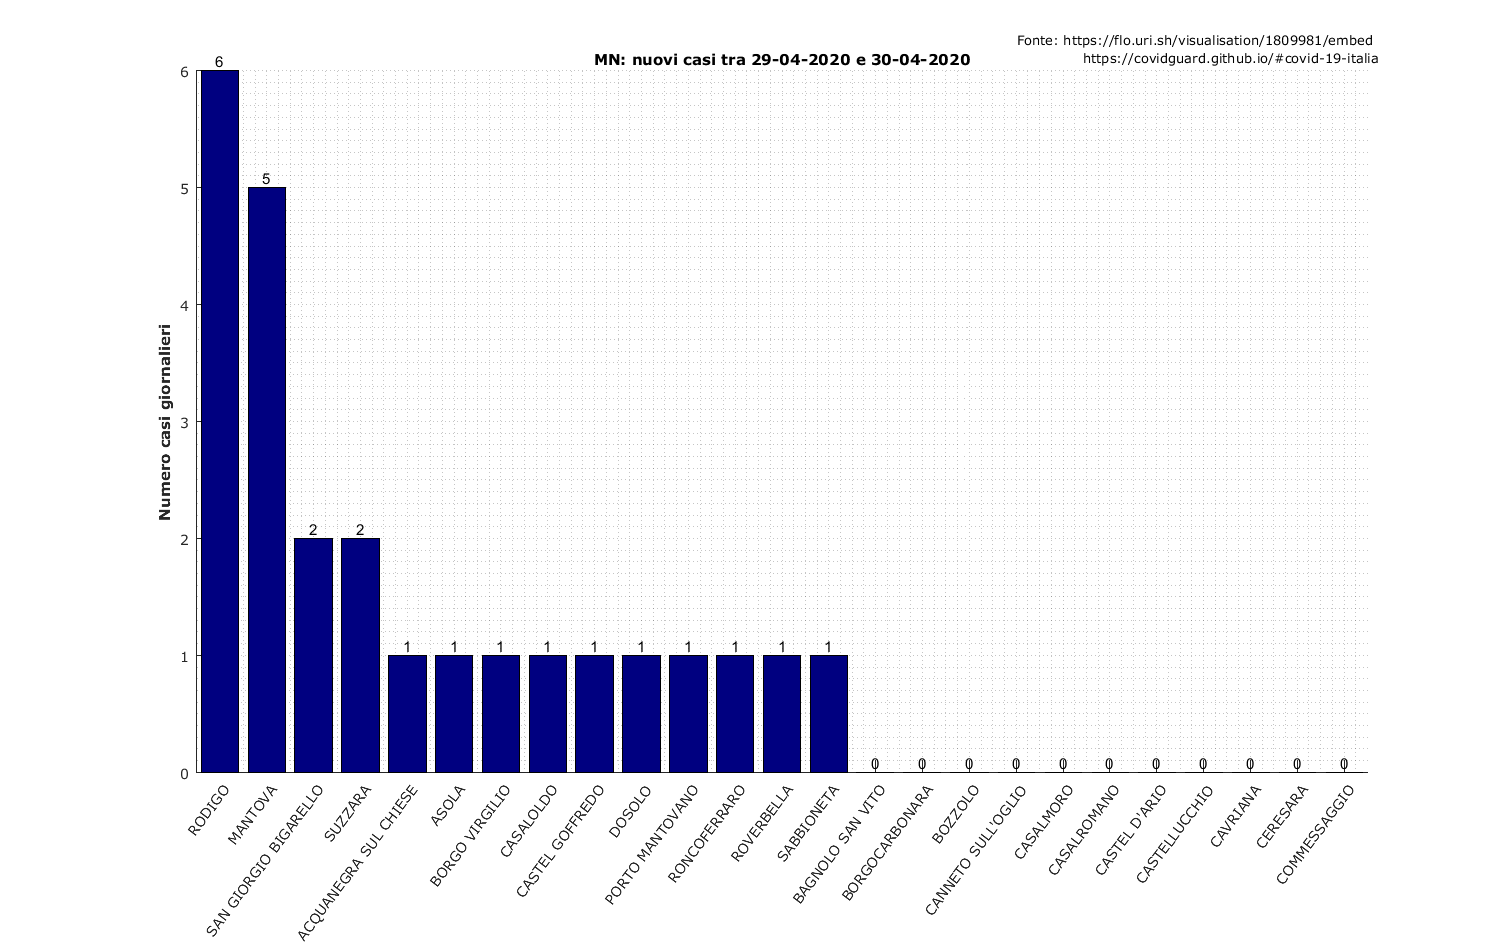 Fonte: https://flo.uri.sh/visualisation/1809981/embed
https://covidguard.github.io/#covid-19-italia
MN: nuovi casi tra 29-04-2020 e 30-04-2020
Numero casi giornalieri
6
5
4
3
2
1
0
6
5
2
2
1
1
1
1
1
1
1
1
1
1
0
0
0
0
0
0
0
0
0
0
0
RODIGO
MANTOVA
SAN GIORGIO BIGARELLO
SUZZARA
ACQUANEGRA SUL CHIESE
ASOLA
BORGO VIRGILIO
CASALOLDO
CASTEL GOFFREDO
DOSOLO
PORTO MANTOVANO
RONCOFERRARO
ROVERBELLA
SABBIONETA
BAGNOLO SAN VITO
BORGOCARBONARA
BOZZOLO
CANNETO SULL'OGLIO
CASALMORO
CASALROMANO
CASTEL D'ARIO
CASTELLUCCHIO
CAVRIANA
CERESARA
COMMESSAGGIO